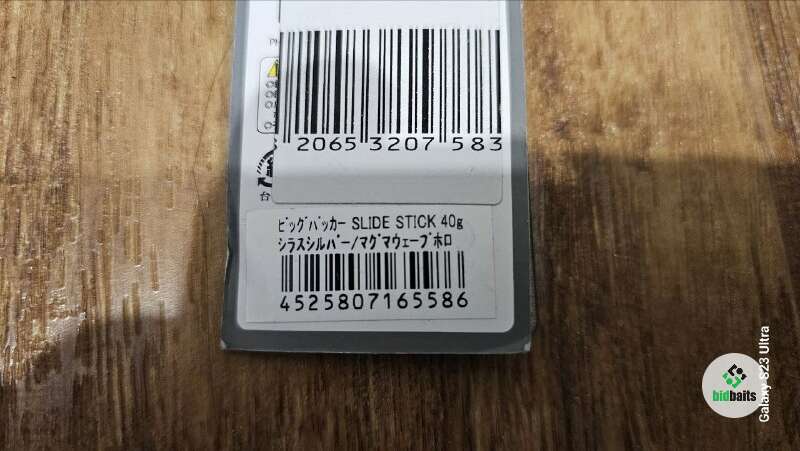 2065 3207 583
ﾋﾞｯｸﾞﾊﾞｯｶｰ SLIDE STICK 40g
ｼﾗｽｼﾙﾊﾞｰ/ﾏｸﾞﾏｳｪｰﾌﾞﾎﾛ
4525807165586
bidbaits
Galaxy S23 Ultra